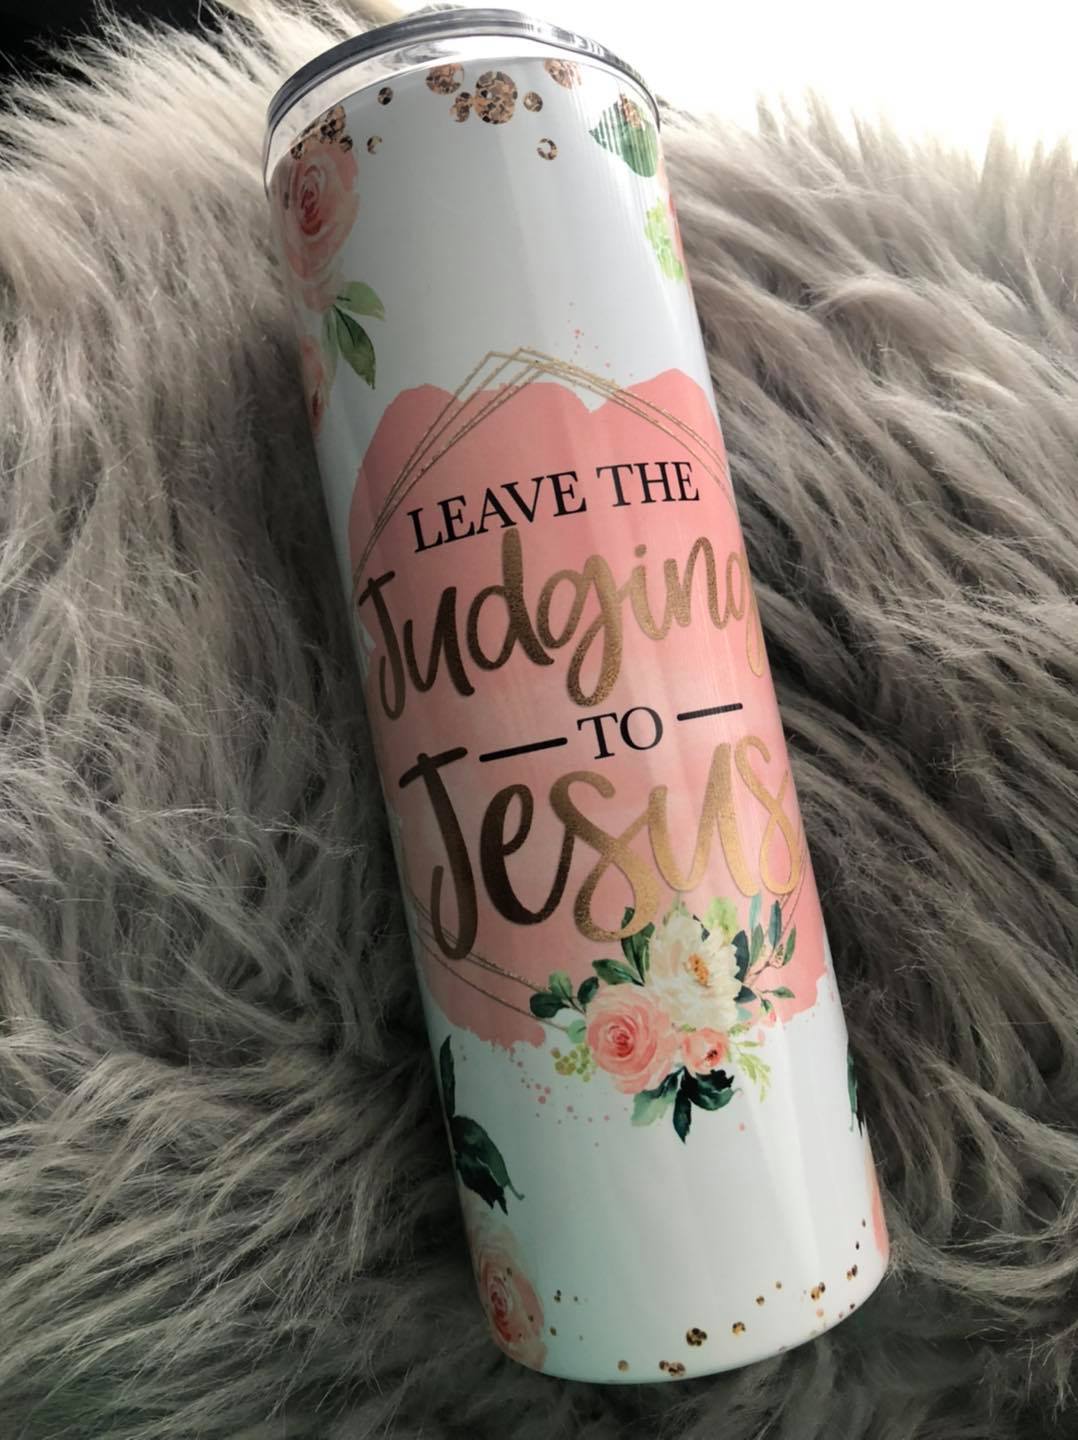 LEAVE THE
Judging
— TO —
Jesus